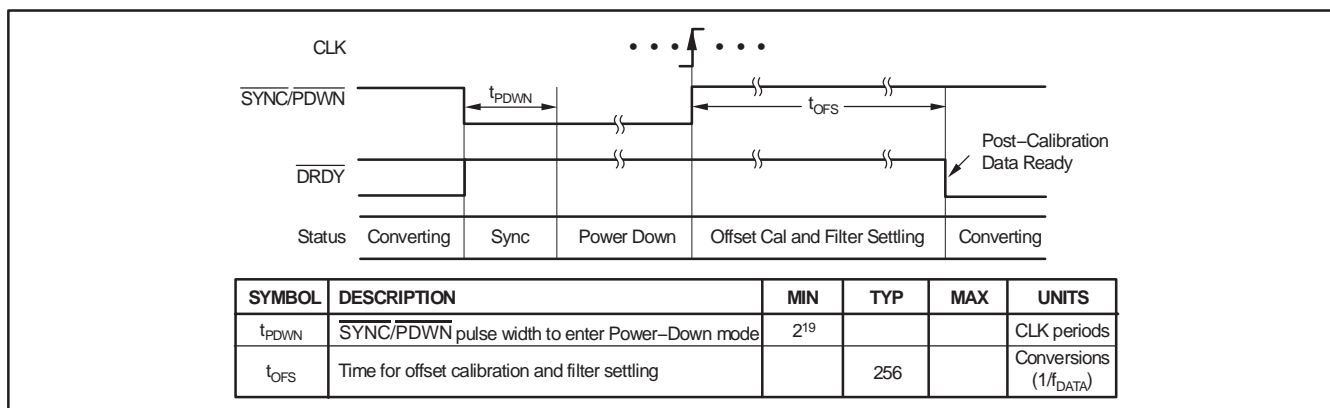 CLK
SYNC/PDWN
tPDWN
tOFS
Post–Calibration
Data Ready
DRDY
Status Converting Sync Power Down Offset Cal and Filter Settling Converting
SYMBOL DESCRIPTION MIN TYP MAX UNITS
tPDWN SYNC/PDWN pulse width to enter Power–Down mode 2¹⁹ CLK periods
tOFS Time for offset calibration and filter settling 256 Conversions (1/fDATA)